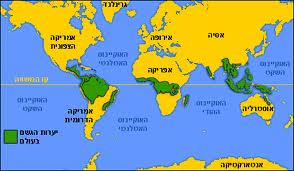 גרינלנד
אמריקה
הצפונית
אירופה
אסיה
האוקיינוס
האטלנטי
האוקיינוס
השקט
אפריקה
קו המשווה
האוקיינוס
השקט
אמריקה
הדרומית
האוקיינוס
האטלנטי
האוקיינוס
ההודי
אוסטרליה
יערות הגשם
בעולם
אנטארקטיקה